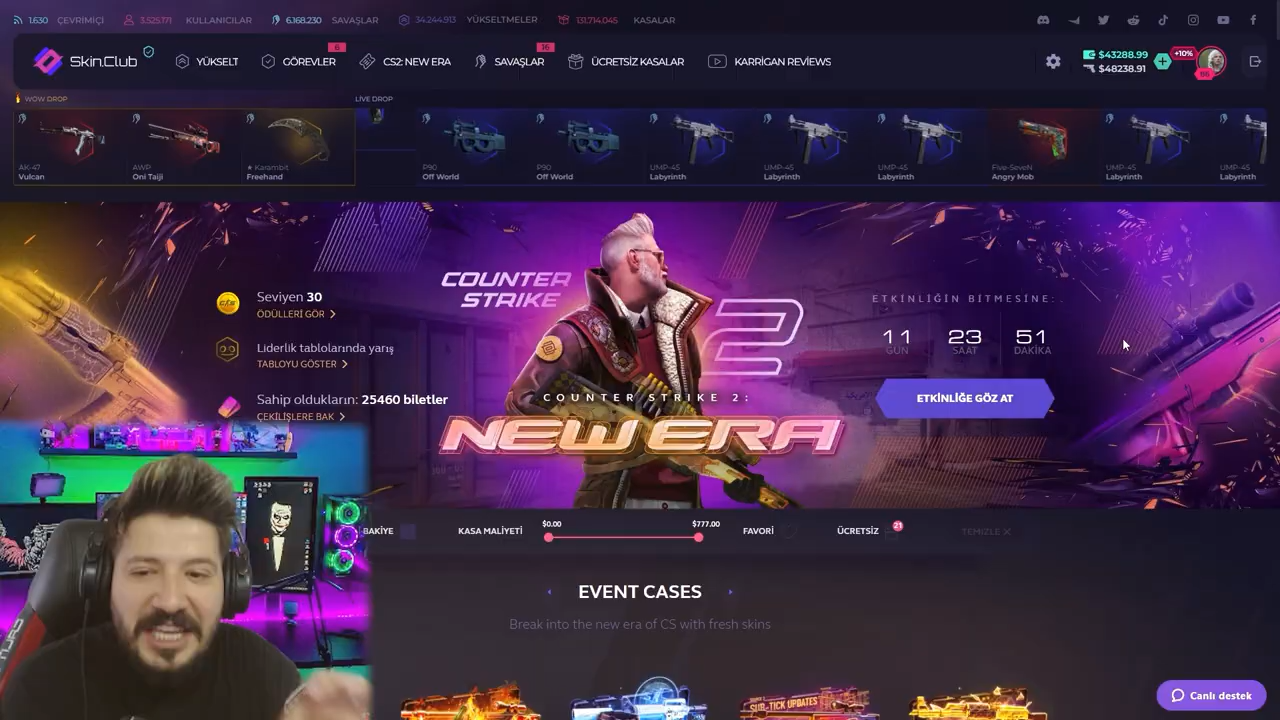 1.630 ÇEVRİMİÇİ 3.525.171 KULLANICILAR 6.168.230 SAVAŞLAR 34.244.913 YÜKSELTMELER 131.714.045 KASALAR
Skin.Club YÜKSELT GÖREVLER 6 CS2: NEW ERA SAVAŞLAR 16 ÜCRETSİZ KASALAR KARRIGAN REVIEWS
$43288.99 +10%
$48238.91 86
WOW DROP LIVE DROP
AK-47 AWP ★ Karambit P90 P90 UMP-45 UMP-45 UMP-45 Five-SeveN UMP-45 UMP-45
Vulcan Oni Taiji Freehand Off World Off World Labyrinth Labyrinth Labyrinth Angry Mob Labyrinth Labyrinth
COUNTER
STRIKE
2
COUNTER STRIKE 2:
NEW ERA
Seviyen 30
ÖDÜLLERİ GÖR
Liderlik tablolarında yarış
TABLOYU GÖSTER
Sahip oldukların: 25460 biletler
ÇEKİLİŞLERE BAK
ETKİNLİĞİN BİTMESİNE:
11 23 51
GÜN SAAT DAKİKA
ETKİNLİĞE GÖZ AT
BAKİYE KASA MALİYETİ $0.00 $777.00 FAVORİ ÜCRETSİZ 21 TEMİZLE
EVENT CASES
Break into the new era of CS with fresh skins
SUB-TICK UPDATES
Canlı destek